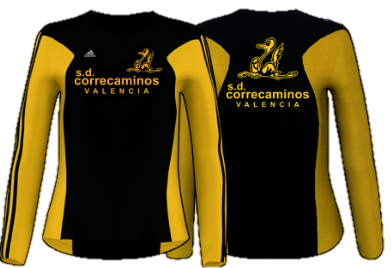 s.d.
correcaminos
VALENCIA
s.d.
correcaminos
VALENCIA